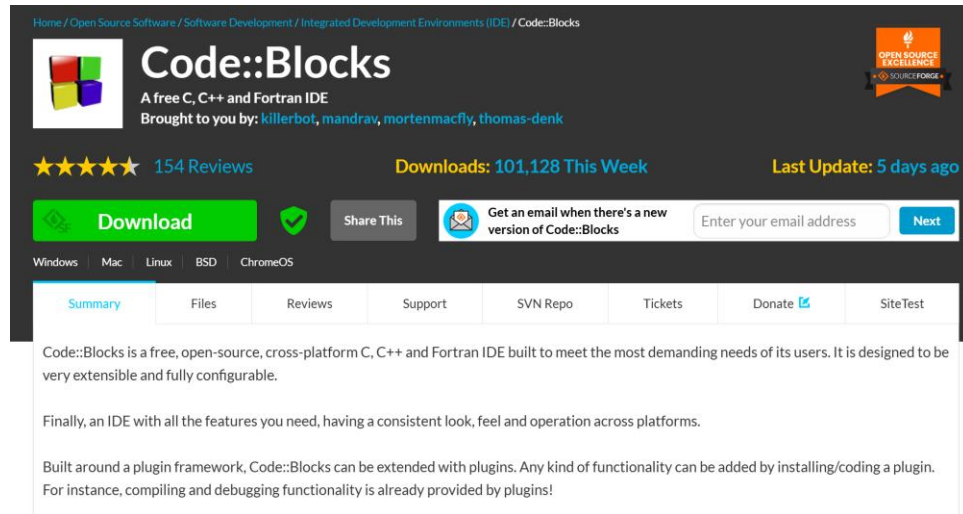 Home / Open Source Software / Software Development / Integrated Development Environments (IDE) / Code::Blocks
Code::Blocks
A free C, C++ and Fortran IDE
Brought to you by: killerbot, mandrav, mortenmacfly, thomas-denk
OPEN SOURCE
EXCELLENCE
SOURCEFORGE
154 Reviews
Downloads: 101,128 This Week
Last Update: 5 days ago
SF
Download
Share This
Get an email when there's a new
version of Code::Blocks
Enter your email address
Next
Windows | Mac | Linux | BSD | ChromeOS
Summary Files Reviews Support SVN Repo Tickets Donate SiteTest
Code::Blocks is a free, open-source, cross-platform C, C++ and Fortran IDE built to meet the most demanding needs of its users. It is designed to be
very extensible and fully configurable.
Finally, an IDE with all the features you need, having a consistent look, feel and operation across platforms.
Built around a plugin framework, Code::Blocks can be extended with plugins. Any kind of functionality can be added by installing/coding a plugin.
For instance, compiling and debugging functionality is already provided by plugins!